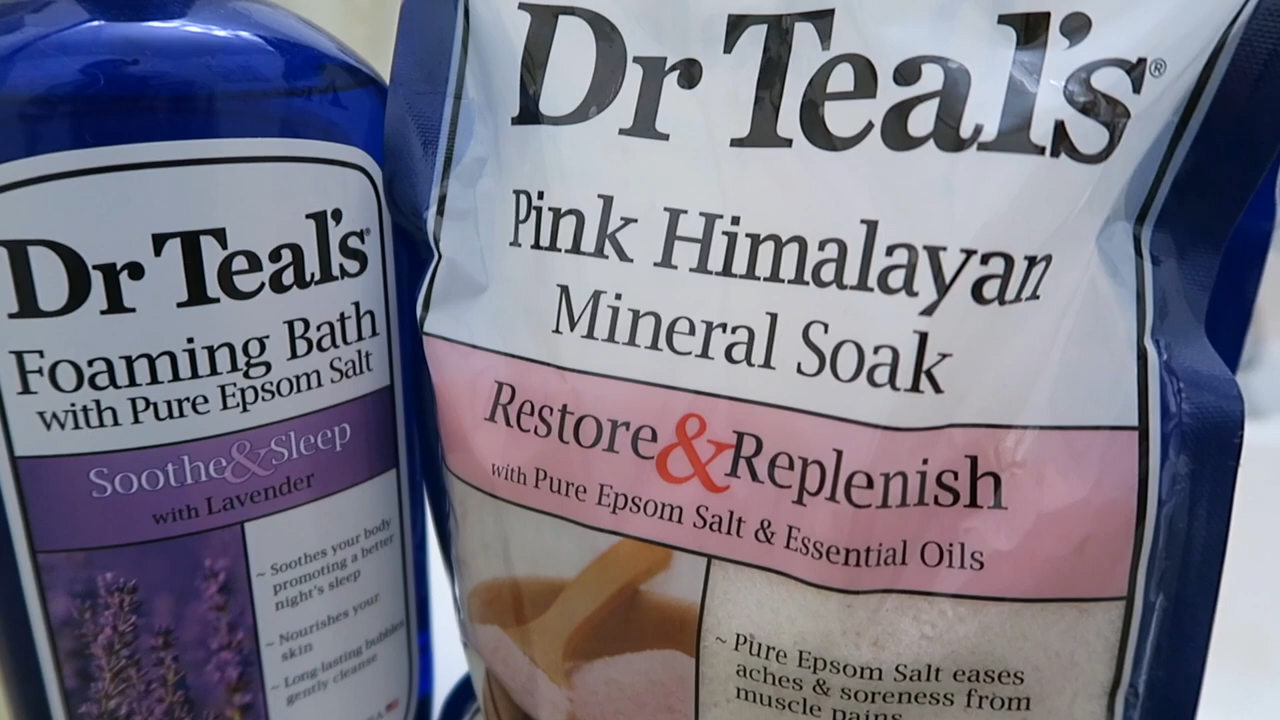 Dr Teal's®
Foaming Bath
with Pure Epsom Salt
Soothe & Sleep
with Lavender
~ Soothes your body
promoting a better
night's sleep
~ Nourishes your
skin
~ Long-lasting bubbles
gently cleanse
Dr Teal's®
Pink Himalayan
Mineral Soak
Restore & Replenish
with Pure Epsom Salt & Essential Oils
~ Pure Epsom Salt eases
aches & soreness from
muscle pains